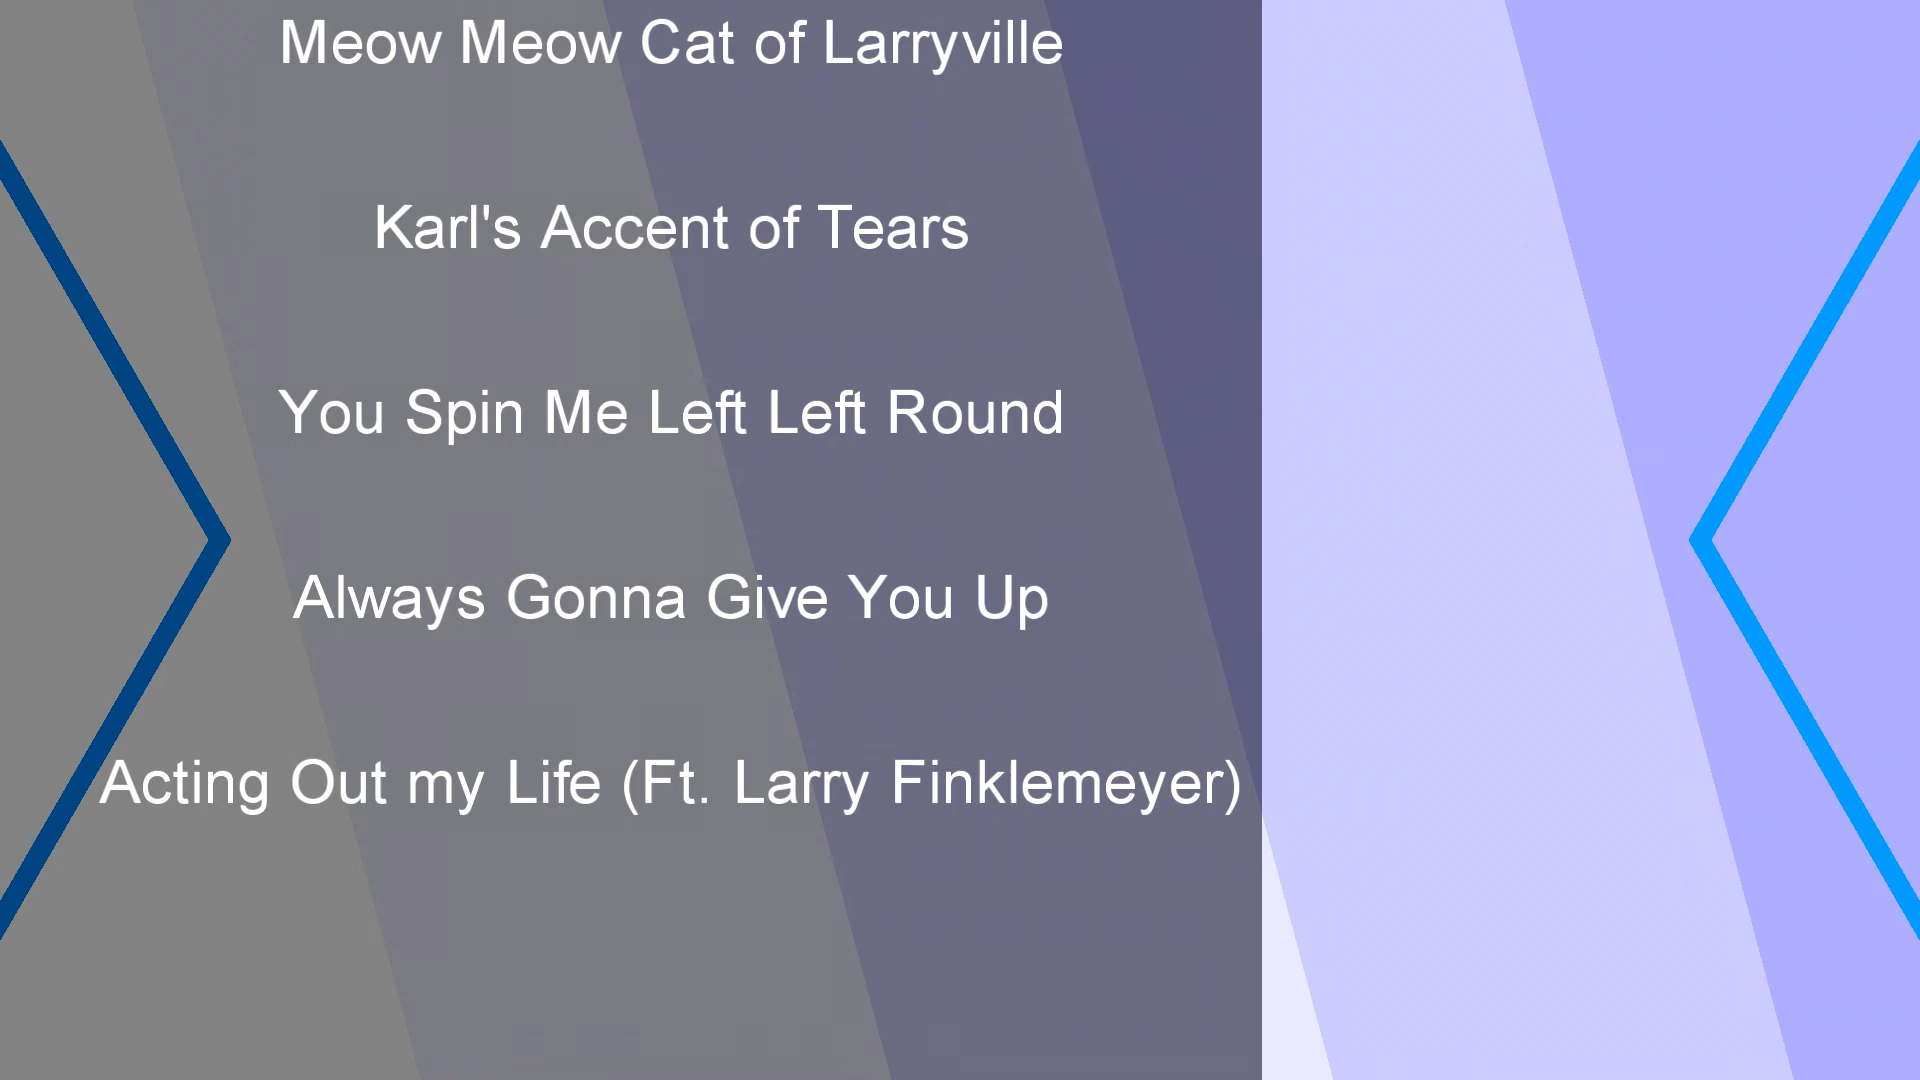 Meow Meow Cat of Larryville
Karl's Accent of Tears
You Spin Me Left Left Round
Always Gonna Give You Up
Acting Out my Life (Ft. Larry Finklemeyer)